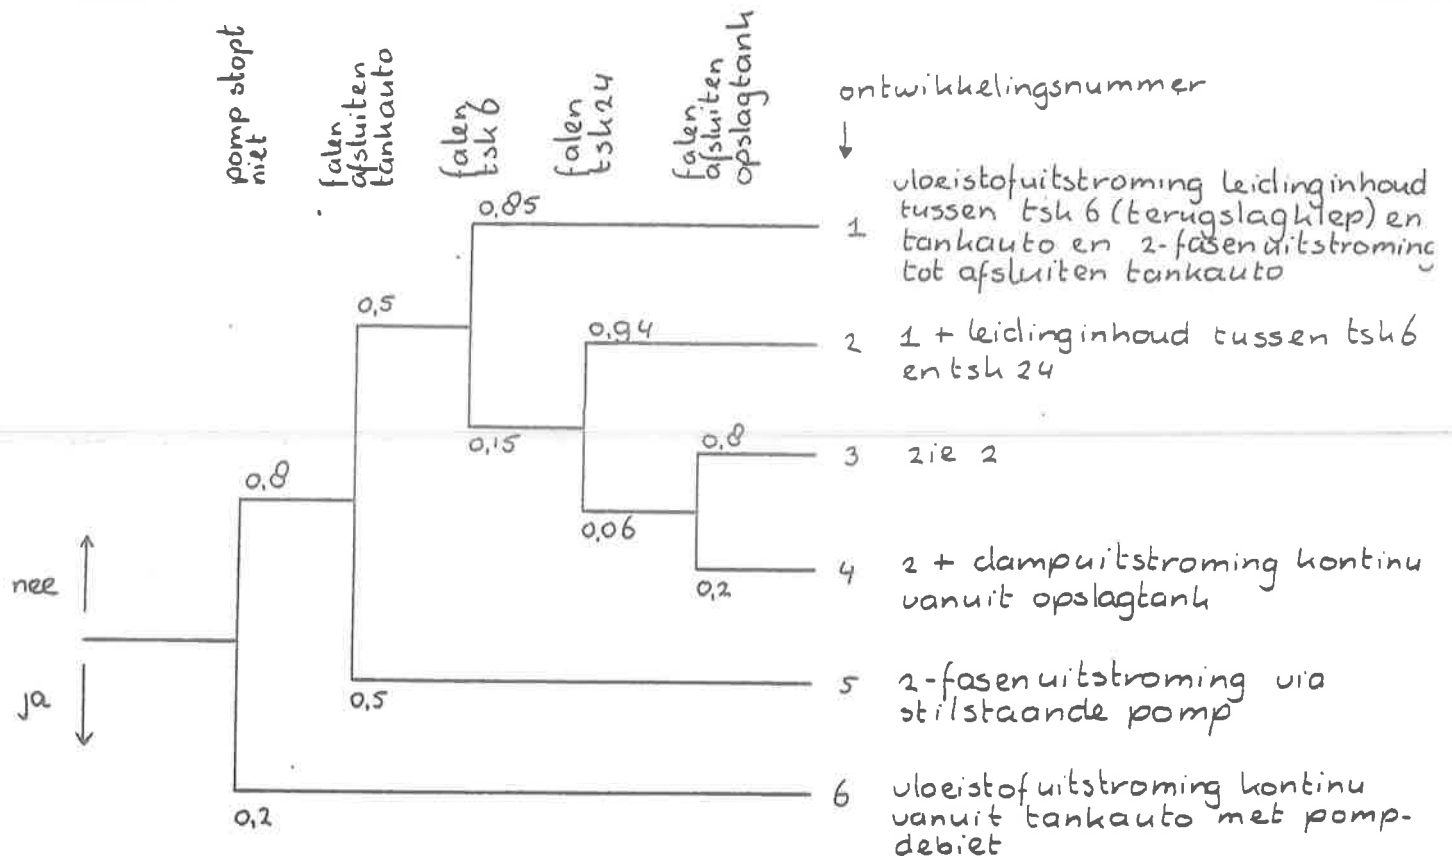 pomp stopt
niet
falen
afsluiten
tankauto
falen
tsk 6
falen
tsk 24
falen
afsluiten
opslagtank
ontwikkelingsnummer
0,85
1
vloeistofuitstroming leidinginhoud
tussen tsk 6 (terugslagklep) en
tankauto en 2-fasenuitstroming
tot afsluiten tankauto
0,5
0,94
2
1 + leidinginhoud tussen tsk 6
en tsk 24
0,15
0,8
3
zie 2
0,8
0,06
4
2 + dampuitstroming kontinu
vanuit opslagtank
0,2
nee
ja
5
2-fasenuitstroming via
stilstaande pomp
0,5
6
vloeistofuitstroming kontinu
vanuit tankauto met pomp-
debiet
0,2